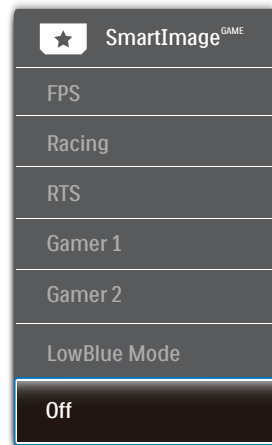 SmartImage GAME
FPS
Racing
RTS
Gamer 1
Gamer 2
LowBlue Mode
Off